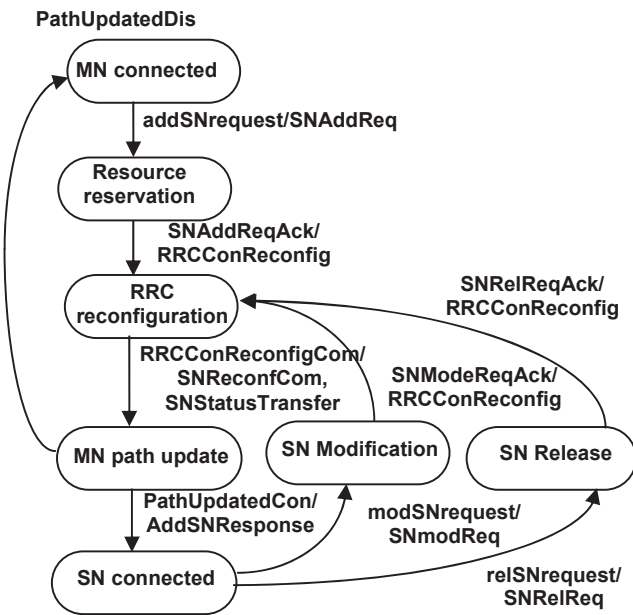 PathUpdatedDis
MN connected
addSNrequest/SNAddReq
Resource
reservation
SNAddReqAck/
RRCConReconfig
SNRelReqAck/
RRCConReconfig
RRC
reconfiguration
RRCConReconfigCom/
SNReconfCom,
SNStatusTransfer
SNModeReqAck/
RRCConReconfig
MN path update
SN Modification
SN Release
PathUpdatedCon/
AddSNResponse
modSNrequest/
SNmodReq
SN connected
relSNrequest/
SNRelReq